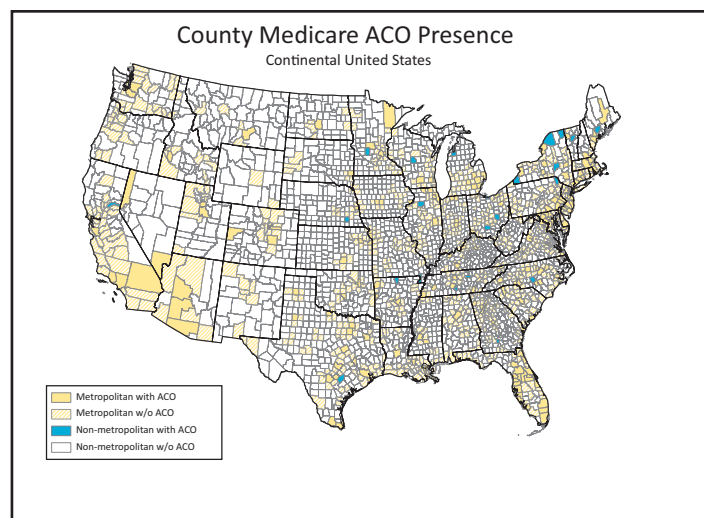 County Medicare ACO Presence
Continental United States
Metropolitan with ACO
Metropolitan w/o ACO
Non-metropolitan with ACO
Non-metropolitan w/o ACO